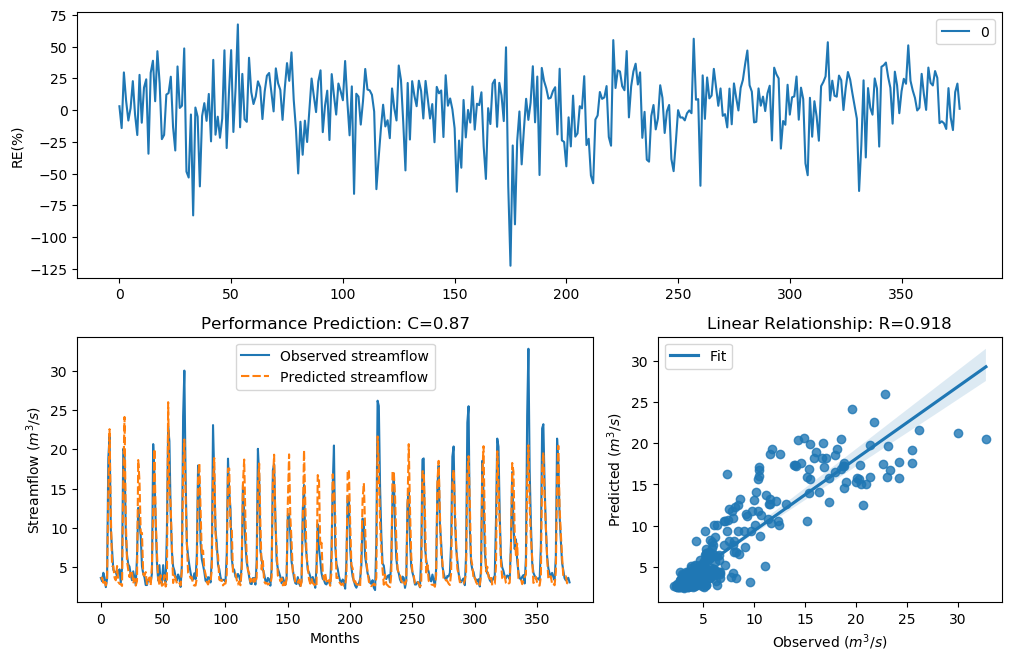 75
50
25
0
−25
−50
−75
−100
−125
RE(%)
0
0 50 100 150 200 250 300 350
Performance Prediction: C=0.87
Observed streamflow
Predicted streamflow
30
25
20
15
10
5
Streamflow (m³/s)
0 50 100 150 200 250 300 350
Months
Linear Relationship: R=0.918
Fit
30
25
20
15
10
5
Predicted (m³/s)
5 10 15 20 25 30
Observed (m³/s)